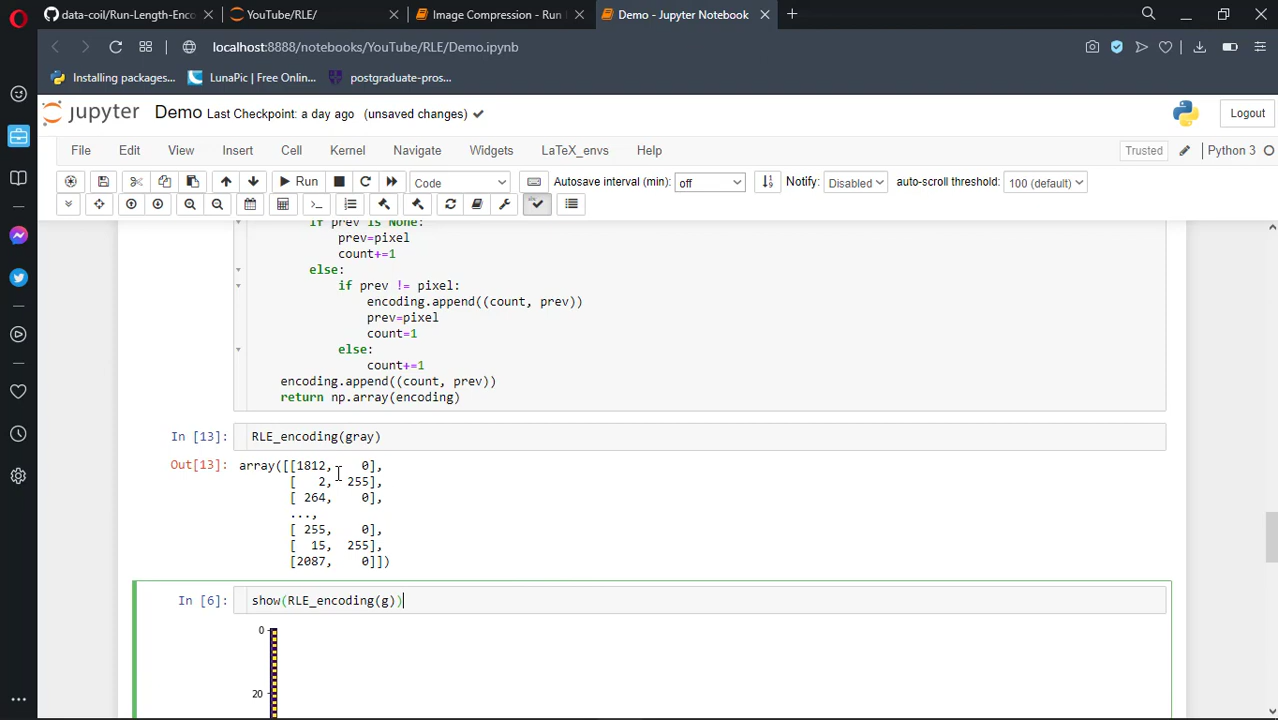 data-coil/Run-Length-Enco
YouTube/RLE/
Image Compression - Run
Demo - Jupyter Notebook
localhost:8888/notebooks/YouTube/RLE/Demo.ipynb
Installing packages...
LunaPic | Free Onlin...
postgraduate-pros...
jupyter
Demo Last Checkpoint: a day ago (unsaved changes)
Logout
File
Edit
View
Insert
Cell
Kernel
Navigate
Widgets
LaTeX_envs
Help
Trusted
Python 3
Run
Code
Autosave interval (min): off
Notify: Disabled
auto-scroll threshold: 100 (default)
if prev is None:
prev=pixel
count+=1
else:
if prev != pixel:
encoding.append((count, prev))
prev=pixel
count=1
else:
count+=1
encoding.append((count, prev))
return np.array(encoding)
In [13]: RLE_encoding(gray)
Out[13]: array([[1812, 0],
[ 2, 255],
[ 264, 0],
...,
[ 255, 0],
[ 15, 255],
[2087, 0]])
In [6]: show(RLE_encoding(g))
0
20